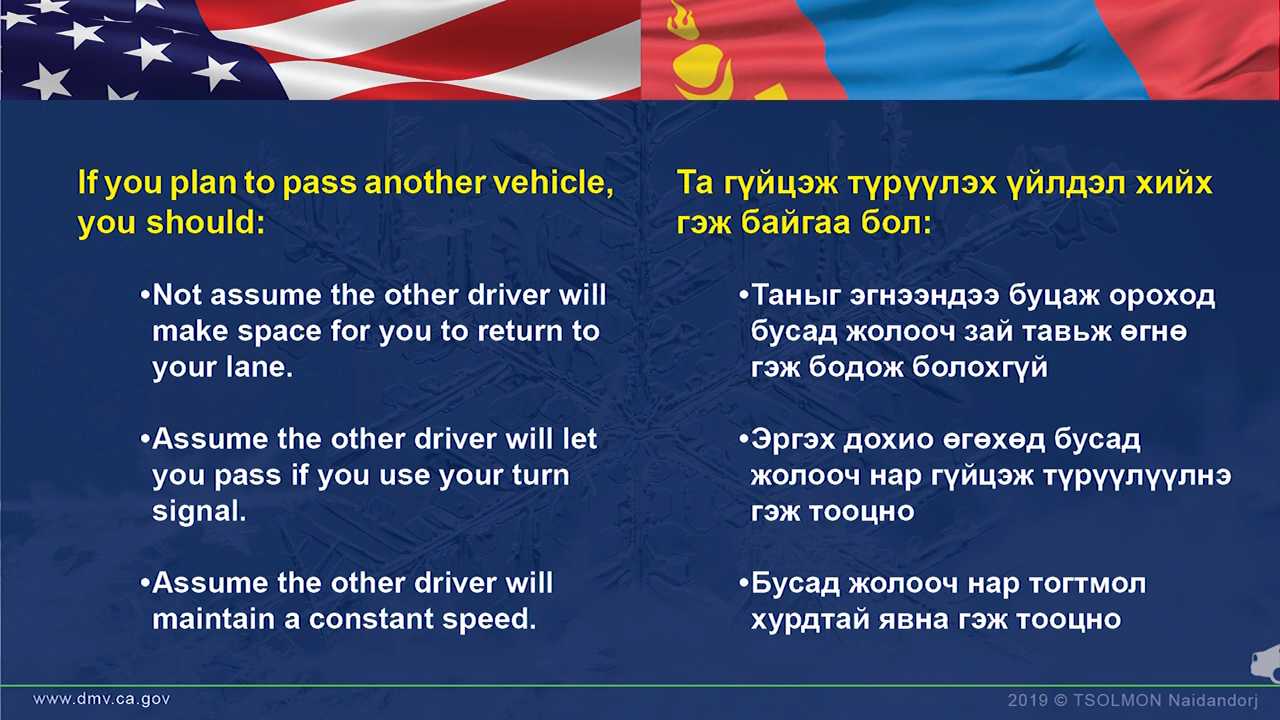 If you plan to pass another vehicle,
you should:
•Not assume the other driver will
make space for you to return to
your lane.
•Assume the other driver will let
you pass if you use your turn
signal.
•Assume the other driver will
maintain a constant speed.
Та гүйцэж түрүүлэх үйлдэл хийх
гэж байгаа бол:
•Таныг эгнээндээ буцаж ороход
бусад жолооч зай тавьж өгнө
гэж бодож болохгүй
•Эргэх дохио өгөхөд бусад
жолооч нар гүйцэж түрүүлүүлнэ
гэж тооцно
•Бусад жолооч нар тогтмол
хурдтай явна гэж тооцно
www.dmv.ca.gov
2019 © TSOLMON Naidandorj